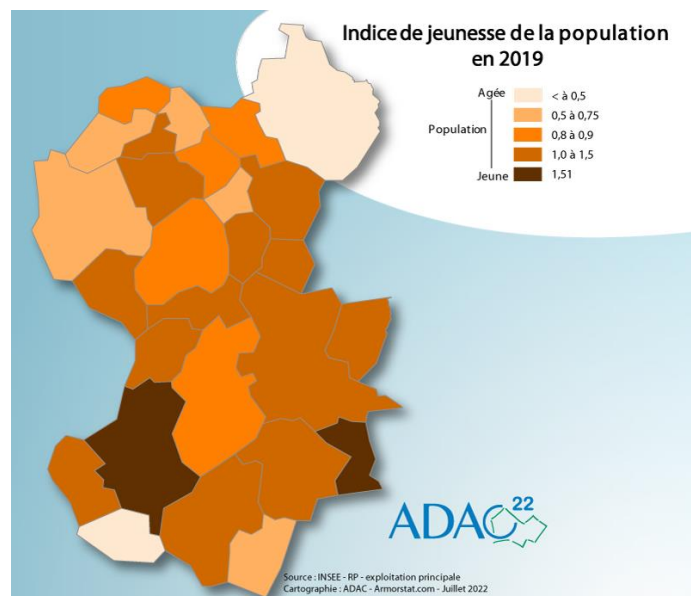 Indice de jeunesse de la population
en 2019
Agée
Population
Jeune
< à 0,5
0,5 à 0,75
0,8 à 0,9
1,0 à 1,5
1,51
ADAC 22
Source : INSEE - RP - exploitation principale
Cartographie : ADAC - Armorstat.com - Juillet 2022